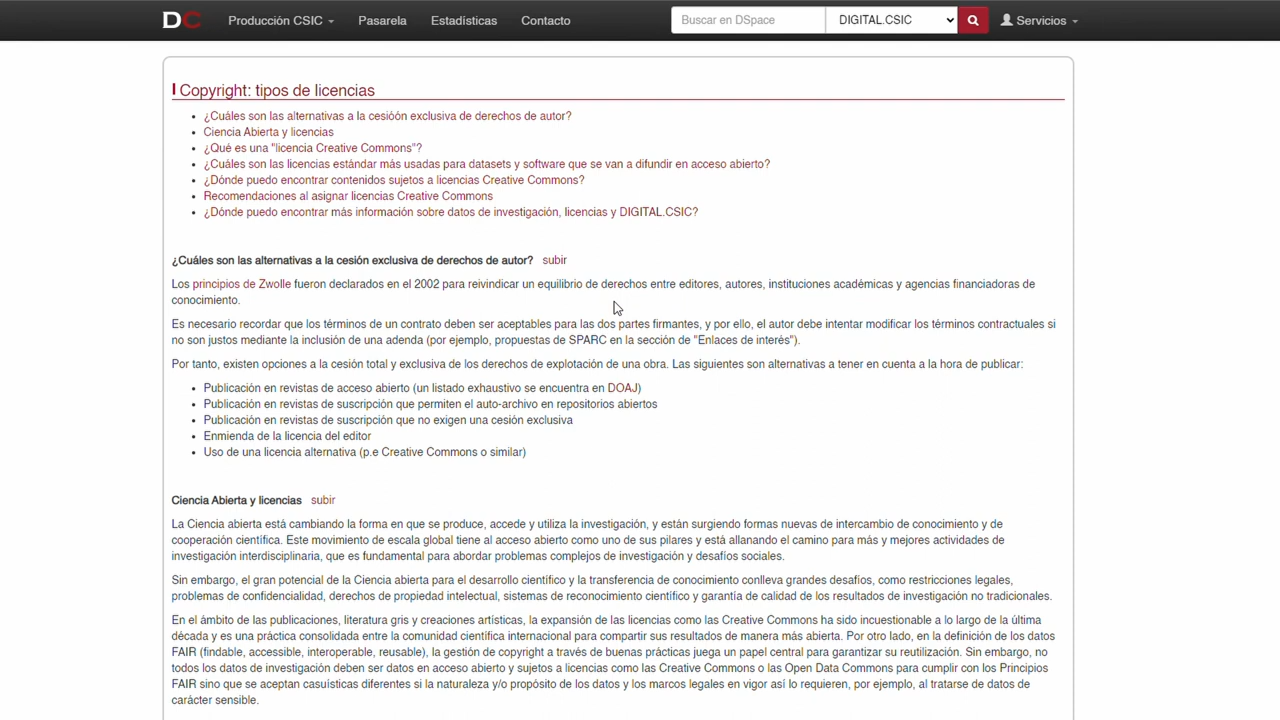 DC Producción CSIC Pasarela Estadísticas Contacto Buscar en DSpace DIGITAL.CSIC Servicios
Copyright: tipos de licencias
¿Cuáles son las alternativas a la cesióón exclusiva de derechos de autor?
Ciencia Abierta y licencias
¿Qué es una "licencia Creative Commons"?
¿Cuáles son las licencias estándar más usadas para datasets y software que se van a difundir en acceso abierto?
¿Dónde puedo encontrar contenidos sujetos a licencias Creative Commons?
Recomendaciones al asignar licencias Creative Commons
¿Dónde puedo encontrar más información sobre datos de investigación, licencias y DIGITAL.CSIC?
¿Cuáles son las alternativas a la cesión exclusiva de derechos de autor? subir
Los principios de Zwolle fueron declarados en el 2002 para reivindicar un equilibrio de derechos entre editores, autores, instituciones académicas y agencias financiadoras de
conocimiento.
Es necesario recordar que los términos de un contrato deben ser aceptables para las dos partes firmantes, y por ello, el autor debe intentar modificar los términos contractuales si
no son justos mediante la inclusión de una adenda (por ejemplo, propuestas de SPARC en la sección de "Enlaces de interés").
Por tanto, existen opciones a la cesión total y exclusiva de los derechos de explotación de una obra. Las siguientes son alternativas a tener en cuenta a la hora de publicar:
Publicación en revistas de acceso abierto (un listado exhaustivo se encuentra en DOAJ)
Publicación en revistas de suscripción que permiten el auto-archivo en repositorios abiertos
Publicación en revistas de suscripción que no exigen una cesión exclusiva
Enmienda de la licencia del editor
Uso de una licencia alternativa (p.e Creative Commons o similar)
Ciencia Abierta y licencias subir
La Ciencia abierta está cambiando la forma en que se produce, accede y utiliza la investigación, y están surgiendo formas nuevas de intercambio de conocimiento y de
cooperación científica. Este movimiento de escala global tiene al acceso abierto como uno de sus pilares y está allanando el camino para más y mejores actividades de
investigación interdisciplinaria, que es fundamental para abordar problemas complejos de investigación y desafíos sociales.
Sin embargo, el gran potencial de la Ciencia abierta para el desarrollo científico y la transferencia de conocimiento conlleva grandes desafíos, como restricciones legales,
problemas de confidencialidad, derechos de propiedad intelectual, sistemas de reconocimiento científico y garantía de calidad de los resultados de investigación no tradicionales.
En el ámbito de las publicaciones, literatura gris y creaciones artísticas, la expansión de las licencias como las Creative Commons ha sido incuestionable a lo largo de la última
década y es una práctica consolidada entre la comunidad científica internacional para compartir sus resultados de manera más abierta. Por otro lado, en la definición de los datos
FAIR (findable, accessible, interoperable, reusable), la gestión de copyright a través de buenas prácticas juega un papel central para garantizar su reutilización. Sin embargo, no
todos los datos de investigación deben ser datos en acceso abierto y sujetos a licencias como las Creative Commons o las Open Data Commons para cumplir con los Principios
FAIR sino que se aceptan casuísticas diferentes si la naturaleza y/o propósito de los datos y los marcos legales en vigor así lo requieren, por ejemplo, al tratarse de datos de
carácter sensible.